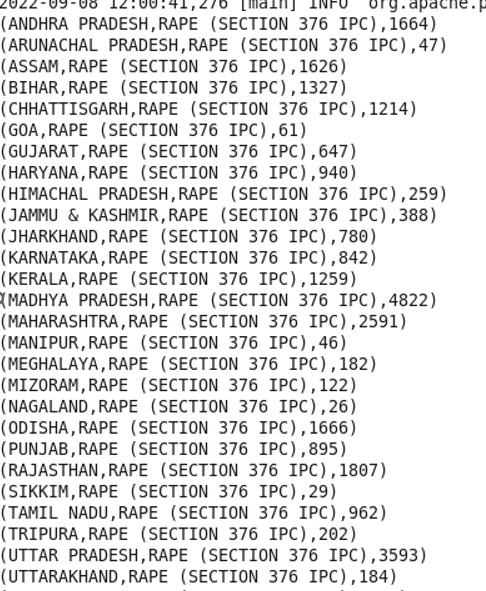 2022-09-08 12:00:41,276 [main] INFO org.apache.p
(ANDHRA PRADESH,RAPE (SECTION 376 IPC),1664)
(ARUNACHAL PRADESH,RAPE (SECTION 376 IPC),47)
(ASSAM,RAPE (SECTION 376 IPC),1626)
(BIHAR,RAPE (SECTION 376 IPC),1327)
(CHHATTISGARH,RAPE (SECTION 376 IPC),1214)
(GOA,RAPE (SECTION 376 IPC),61)
(GUJARAT,RAPE (SECTION 376 IPC),647)
(HARYANA,RAPE (SECTION 376 IPC),940)
(HIMACHAL PRADESH,RAPE (SECTION 376 IPC),259)
(JAMMU & KASHMIR,RAPE (SECTION 376 IPC),388)
(JHARKHAND,RAPE (SECTION 376 IPC),780)
(KARNATAKA,RAPE (SECTION 376 IPC),842)
(KERALA,RAPE (SECTION 376 IPC),1259)
(MADHYA PRADESH,RAPE (SECTION 376 IPC),4822)
(MAHARASHTRA,RAPE (SECTION 376 IPC),2591)
(MANIPUR,RAPE (SECTION 376 IPC),46)
(MEGHALAYA,RAPE (SECTION 376 IPC),182)
(MIZORAM,RAPE (SECTION 376 IPC),122)
(NAGALAND,RAPE (SECTION 376 IPC),26)
(ODISHA,RAPE (SECTION 376 IPC),1666)
(PUNJAB,RAPE (SECTION 376 IPC),895)
(RAJASTHAN,RAPE (SECTION 376 IPC),1807)
(SIKKIM,RAPE (SECTION 376 IPC),29)
(TAMIL NADU,RAPE (SECTION 376 IPC),962)
(TRIPURA,RAPE (SECTION 376 IPC),202)
(UTTAR PRADESH,RAPE (SECTION 376 IPC),3593)
(UTTARAKHAND,RAPE (SECTION 376 IPC),184)